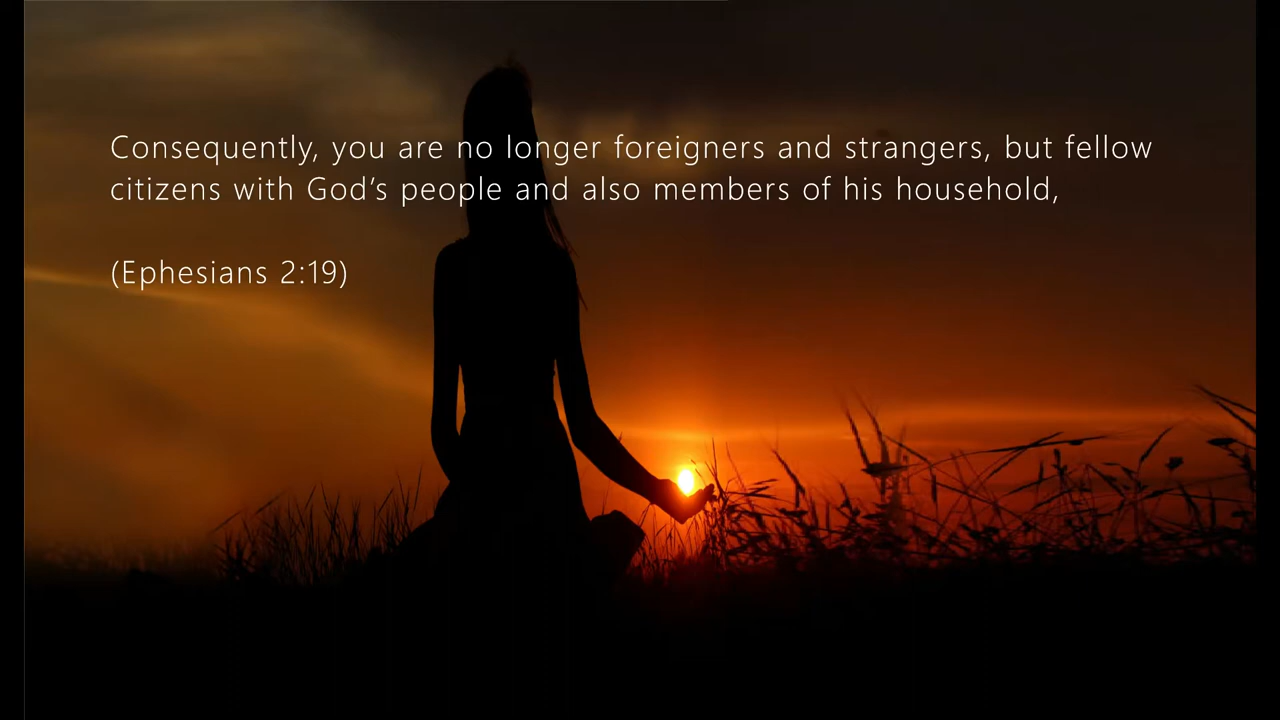 Consequently, you are no longer foreigners and strangers, but fellow
citizens with God’s people and also members of his household,
(Ephesians 2:19)